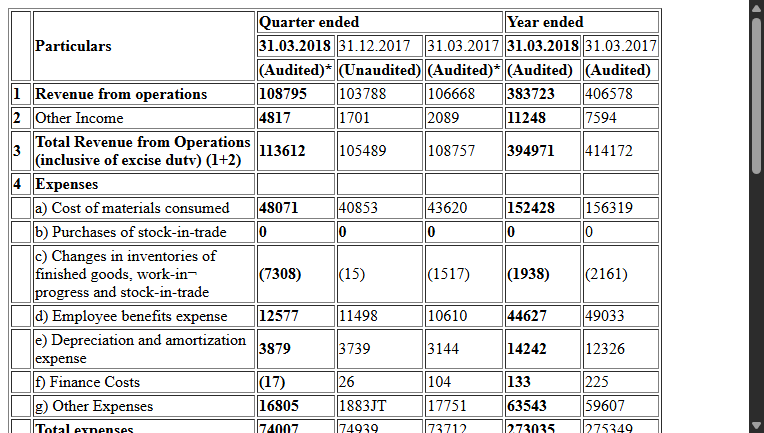 Particulars Quarter ended Year ended
31.03.2018 31.12.2017 31.03.2017 31.03.2018 31.03.2017
(Audited)* (Unaudited) (Audited)* (Audited) (Audited)
1 Revenue from operations 108795 103788 106668 383723 406578
2 Other Income 4817 1701 2089 11248 7594
3 Total Revenue from Operations
(inclusive of excise dutv) (1+2) 113612 105489 108757 394971 414172
4 Expenses
a) Cost of materials consumed 48071 40853 43620 152428 156319
b) Purchases of stock-in-trade 0 0 0 0 0
c) Changes in inventories of
finished goods, work-in¬ (7308) (15) (1517) (1938) (2161)
progress and stock-in-trade
d) Employee benefits expense 12577 11498 10610 44627 49033
e) Depreciation and amortization
expense 3879 3739 3144 14242 12326
f) Finance Costs (17) 26 104 133 225
g) Other Expenses 16805 1883JT 17751 63543 59607
Total expenses 74007 74939 73712 273035 275349